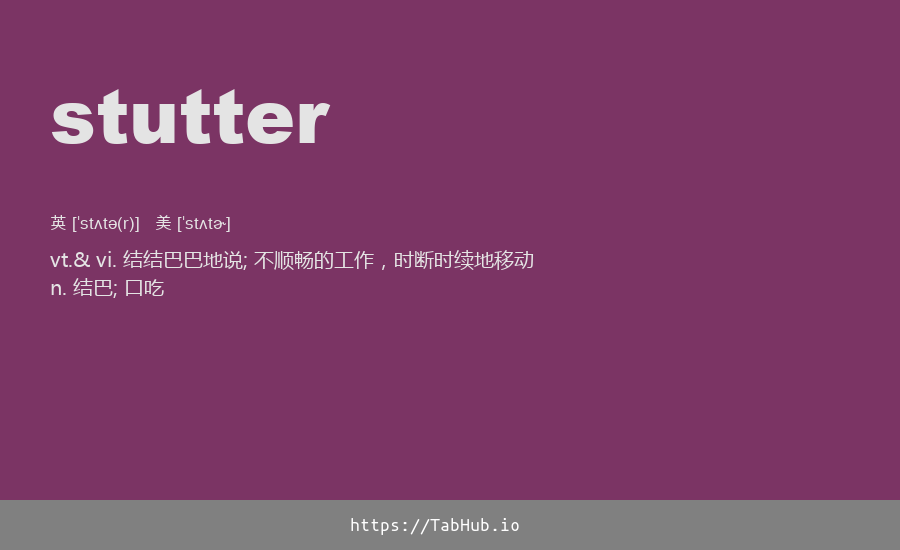 stutter
英 [ˈstʌtə(r)] 美 [ˈstʌtɚ]
vt.& vi. 结结巴巴地说; 不顺畅的工作，时断时续地移动
n. 结巴; 口吃
https://TabHub.io